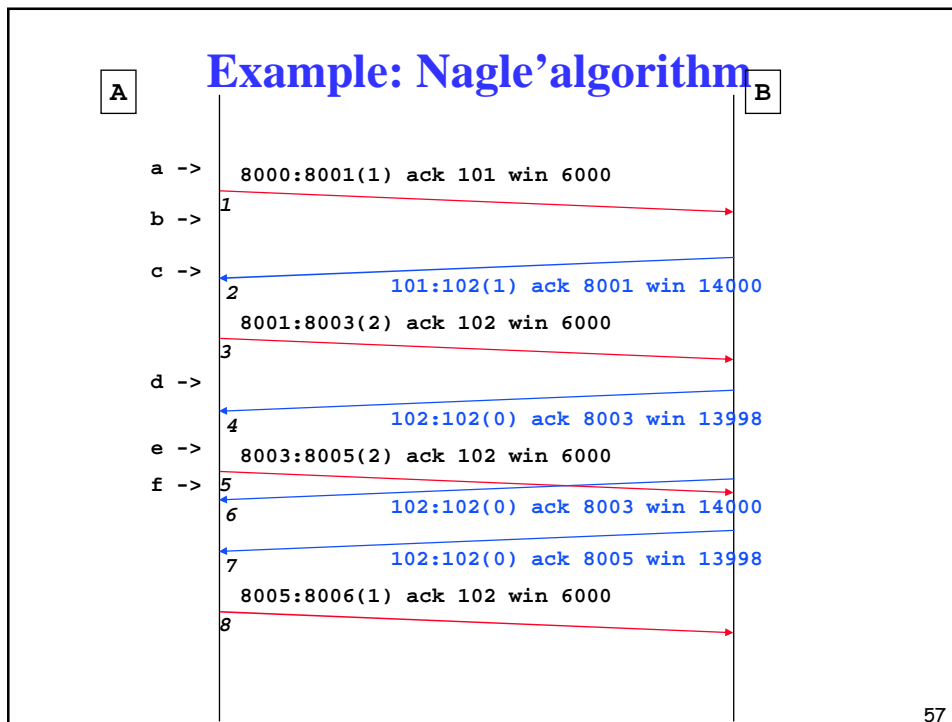 Example: Nagle'algorithm
A
B
a ->
8000:8001(1) ack 101 win 6000
1
b ->
c ->
2
101:102(1) ack 8001 win 14000
8001:8003(2) ack 102 win 6000
3
d ->
4
102:102(0) ack 8003 win 13998
e ->
8003:8005(2) ack 102 win 6000
f ->
5
6
102:102(0) ack 8003 win 14000
7
102:102(0) ack 8005 win 13998
8005:8006(1) ack 102 win 6000
8
57